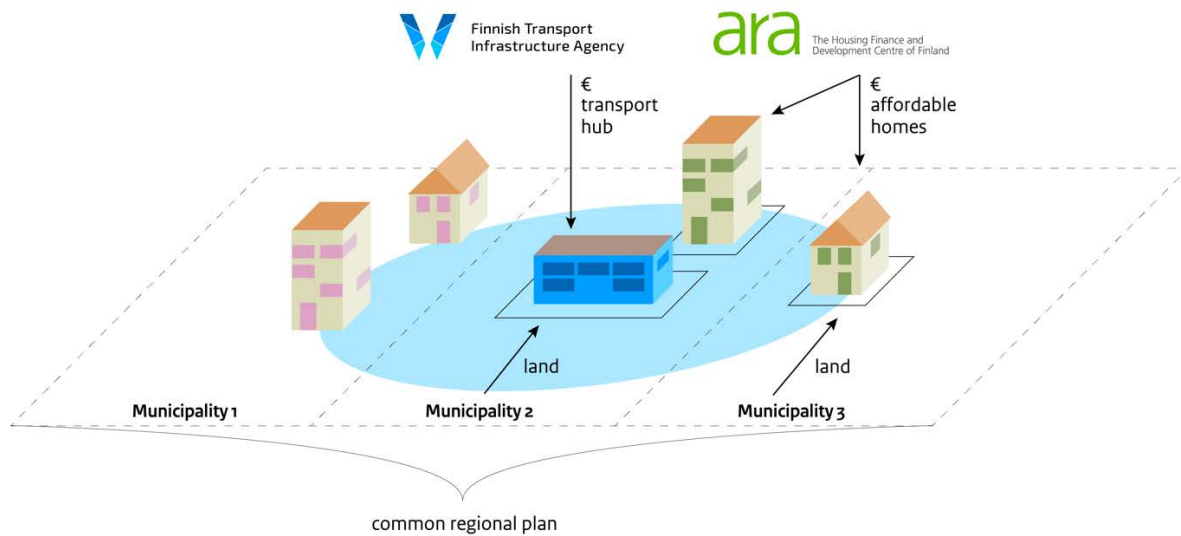 Finnish Transport
Infrastructure Agency
ara
The Housing Finance and
Development Centre of Finland
€
transport
hub
€
affordable
homes
land
land
Municipality 1
Municipality 2
Municipality 3
common regional plan